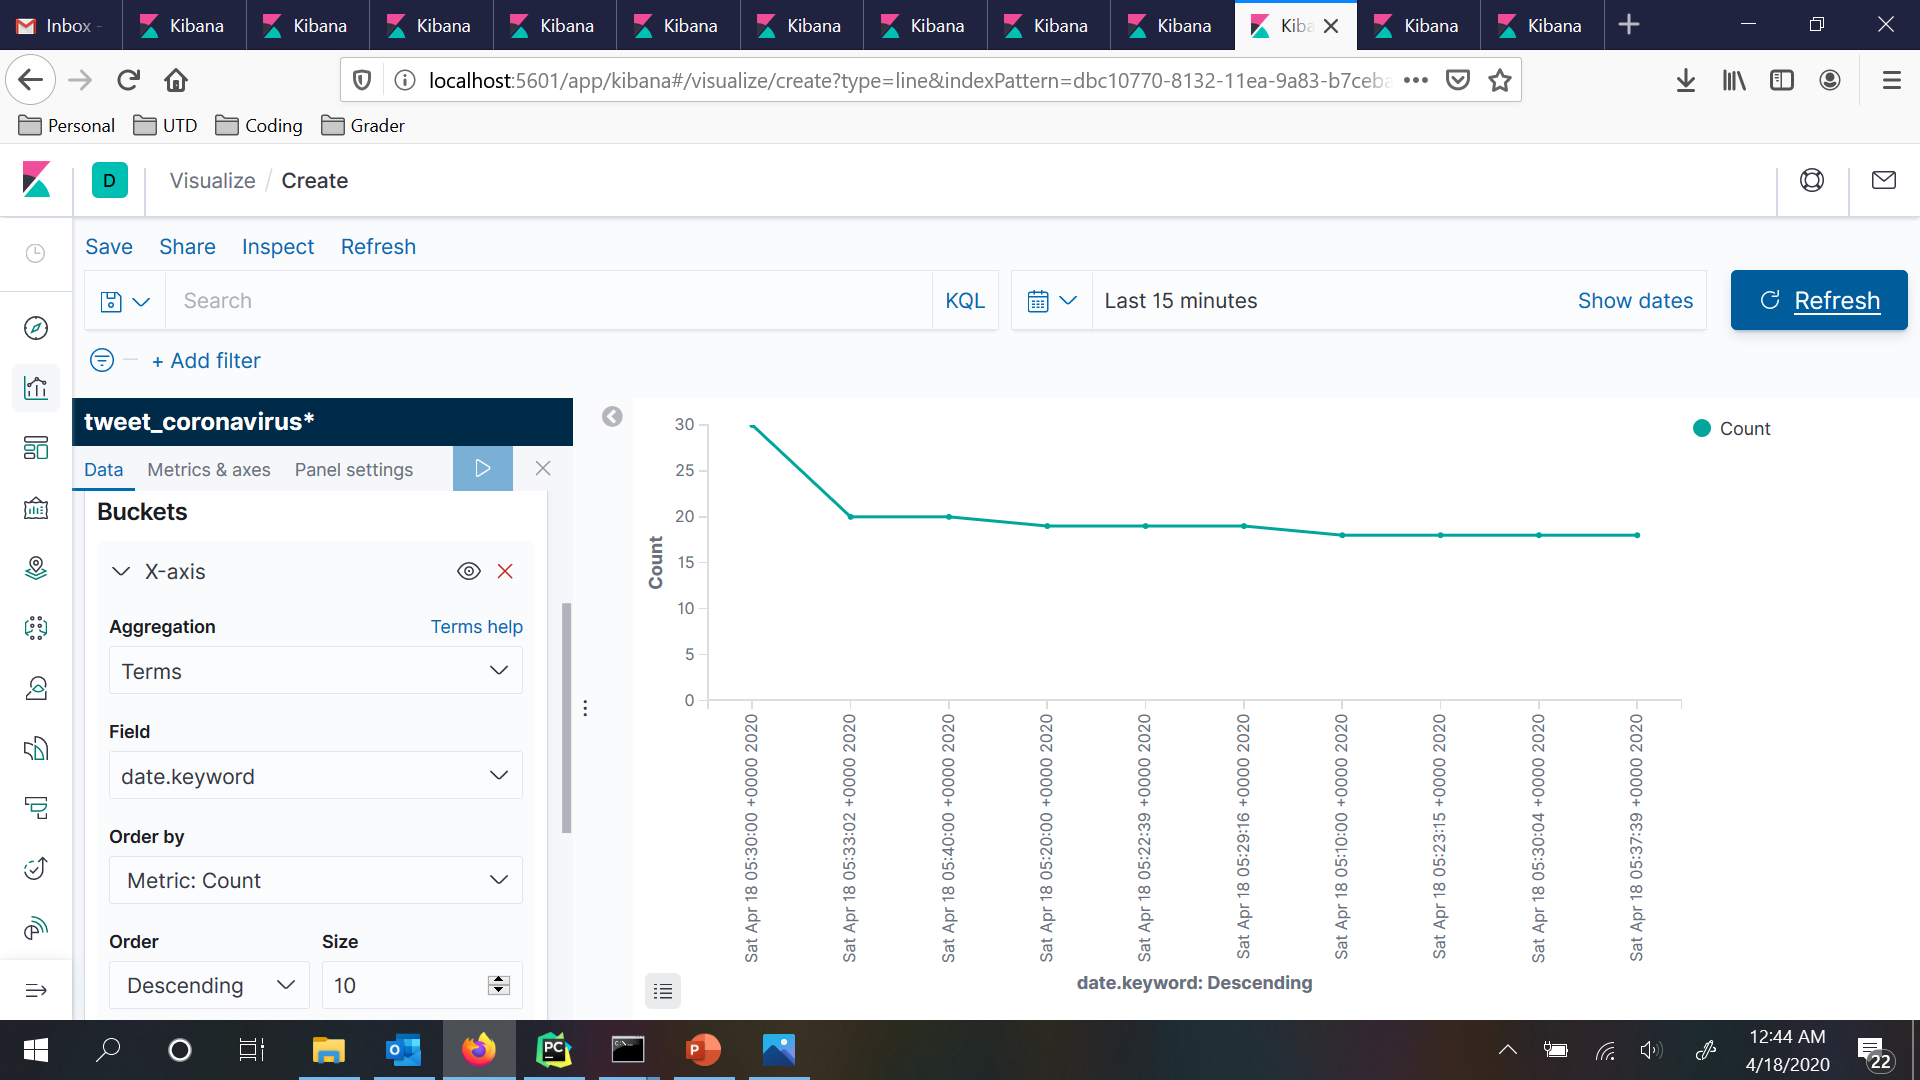 Inbox -
Kibana
Kibana
Kibana
Kibana
Kibana
Kibana
Kibana
Kibana
Kibana
Kiba
Kibana
Kibana
localhost:5601/app/kibana#/visualize/create?type=line&indexPattern=dbc10770-8132-11ea-9a83-b7ceba
Personal
UTD
Coding
Grader
D
Visualize / Create
Save
Share
Inspect
Refresh
Search
KQL
Last 15 minutes
Show dates
Refresh
+ Add filter
tweet_coronavirus*
Data
Metrics & axes
Panel settings
Buckets
X-axis
Aggregation
Terms help
Terms
Field
date.keyword
Order by
Metric: Count
Order
Size
Descending
10
30
25
20
15
10
5
0
Count
Sat Apr 18 05:30:00 +0000 2020
Sat Apr 18 05:33:02 +0000 2020
Sat Apr 18 05:40:00 +0000 2020
Sat Apr 18 05:20:00 +0000 2020
Sat Apr 18 05:22:39 +0000 2020
Sat Apr 18 05:29:16 +0000 2020
Sat Apr 18 05:10:00 +0000 2020
Sat Apr 18 05:23:15 +0000 2020
Sat Apr 18 05:30:04 +0000 2020
Sat Apr 18 05:37:39 +0000 2020
date.keyword: Descending
Count
PC
P
12:44 AM
4/18/2020
22